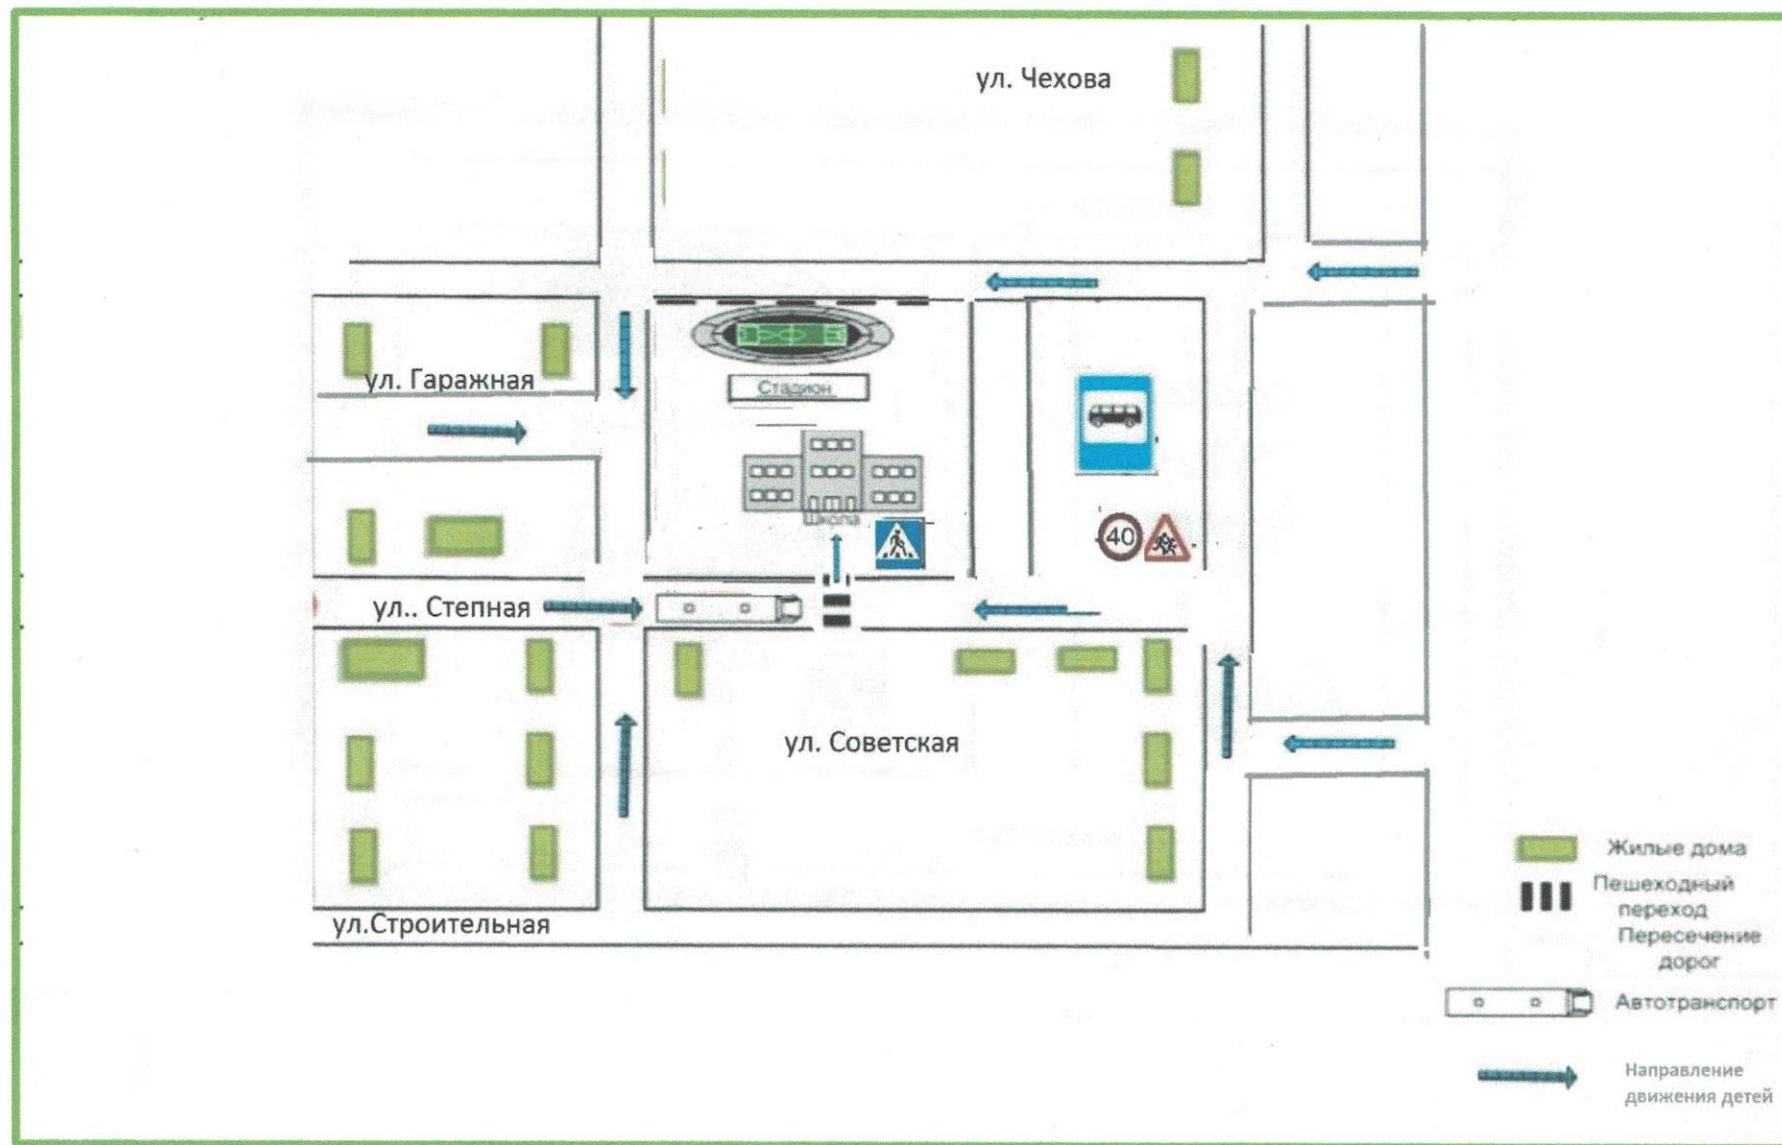 ул. Чехова
ул. Гаражная
Стадион
Школа
40
ул.. Степная
ул. Советская
ул.Строительная
Жилые дома
Пешеходный
переход
Пересечение
дорог
Автотранспорт
Направление
движения детей